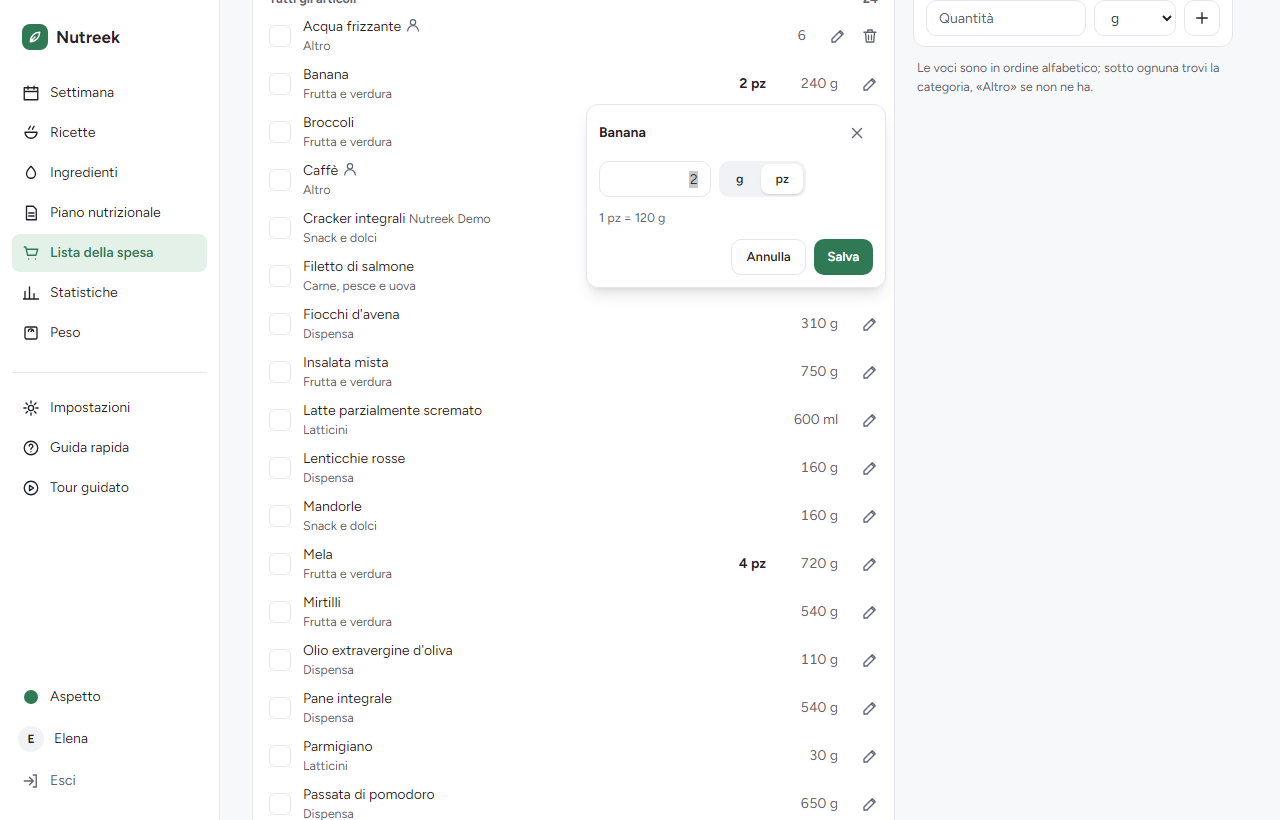 Nutreek
Settimana
Ricette
Ingredienti
Piano nutrizionale
Lista della spesa
Statistiche
Peso
Impostazioni
Guida rapida
Tour guidato
Aspetto
E Elena
Esci
Tutti gli articoli 24
Acqua frizzante
Altro
6
Banana
Frutta e verdura
2 pz 240 g
Broccoli
Frutta e verdura
Caffè
Altro
Cracker integrali Nutreek Demo
Snack e dolci
Filetto di salmone
Carne, pesce e uova
Fiocchi d'avena
Dispensa
310 g
Insalata mista
Frutta e verdura
750 g
Latte parzialmente scremato
Latticini
600 ml
Lenticchie rosse
Dispensa
160 g
Mandorle
Snack e dolci
160 g
Mela
Frutta e verdura
4 pz 720 g
Mirtilli
Frutta e verdura
540 g
Olio extravergine d'oliva
Dispensa
110 g
Pane integrale
Dispensa
540 g
Parmigiano
Latticini
30 g
Passata di pomodoro
Dispensa
650 g
Banana
2 g pz
1 pz = 120 g
Annulla Salva
Quantità g
Le voci sono in ordine alfabetico; sotto ognuna trovi la
categoria, «Altro» se non ne ha.